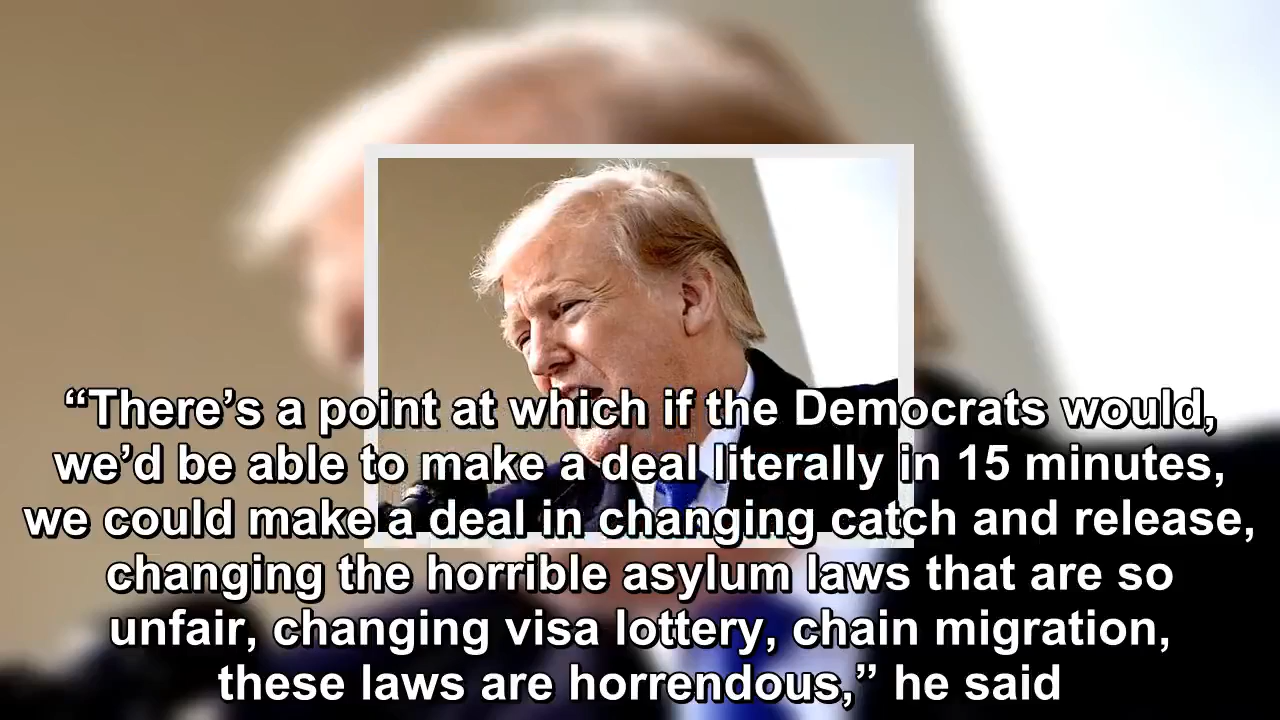 “There’s a point at which if the Democrats would,
we’d be able to make a deal literally in 15 minutes,
we could make a deal in changing catch and release,
changing the horrible asylum laws that are so
unfair, changing visa lottery, chain migration,
these laws are horrendous,” he said